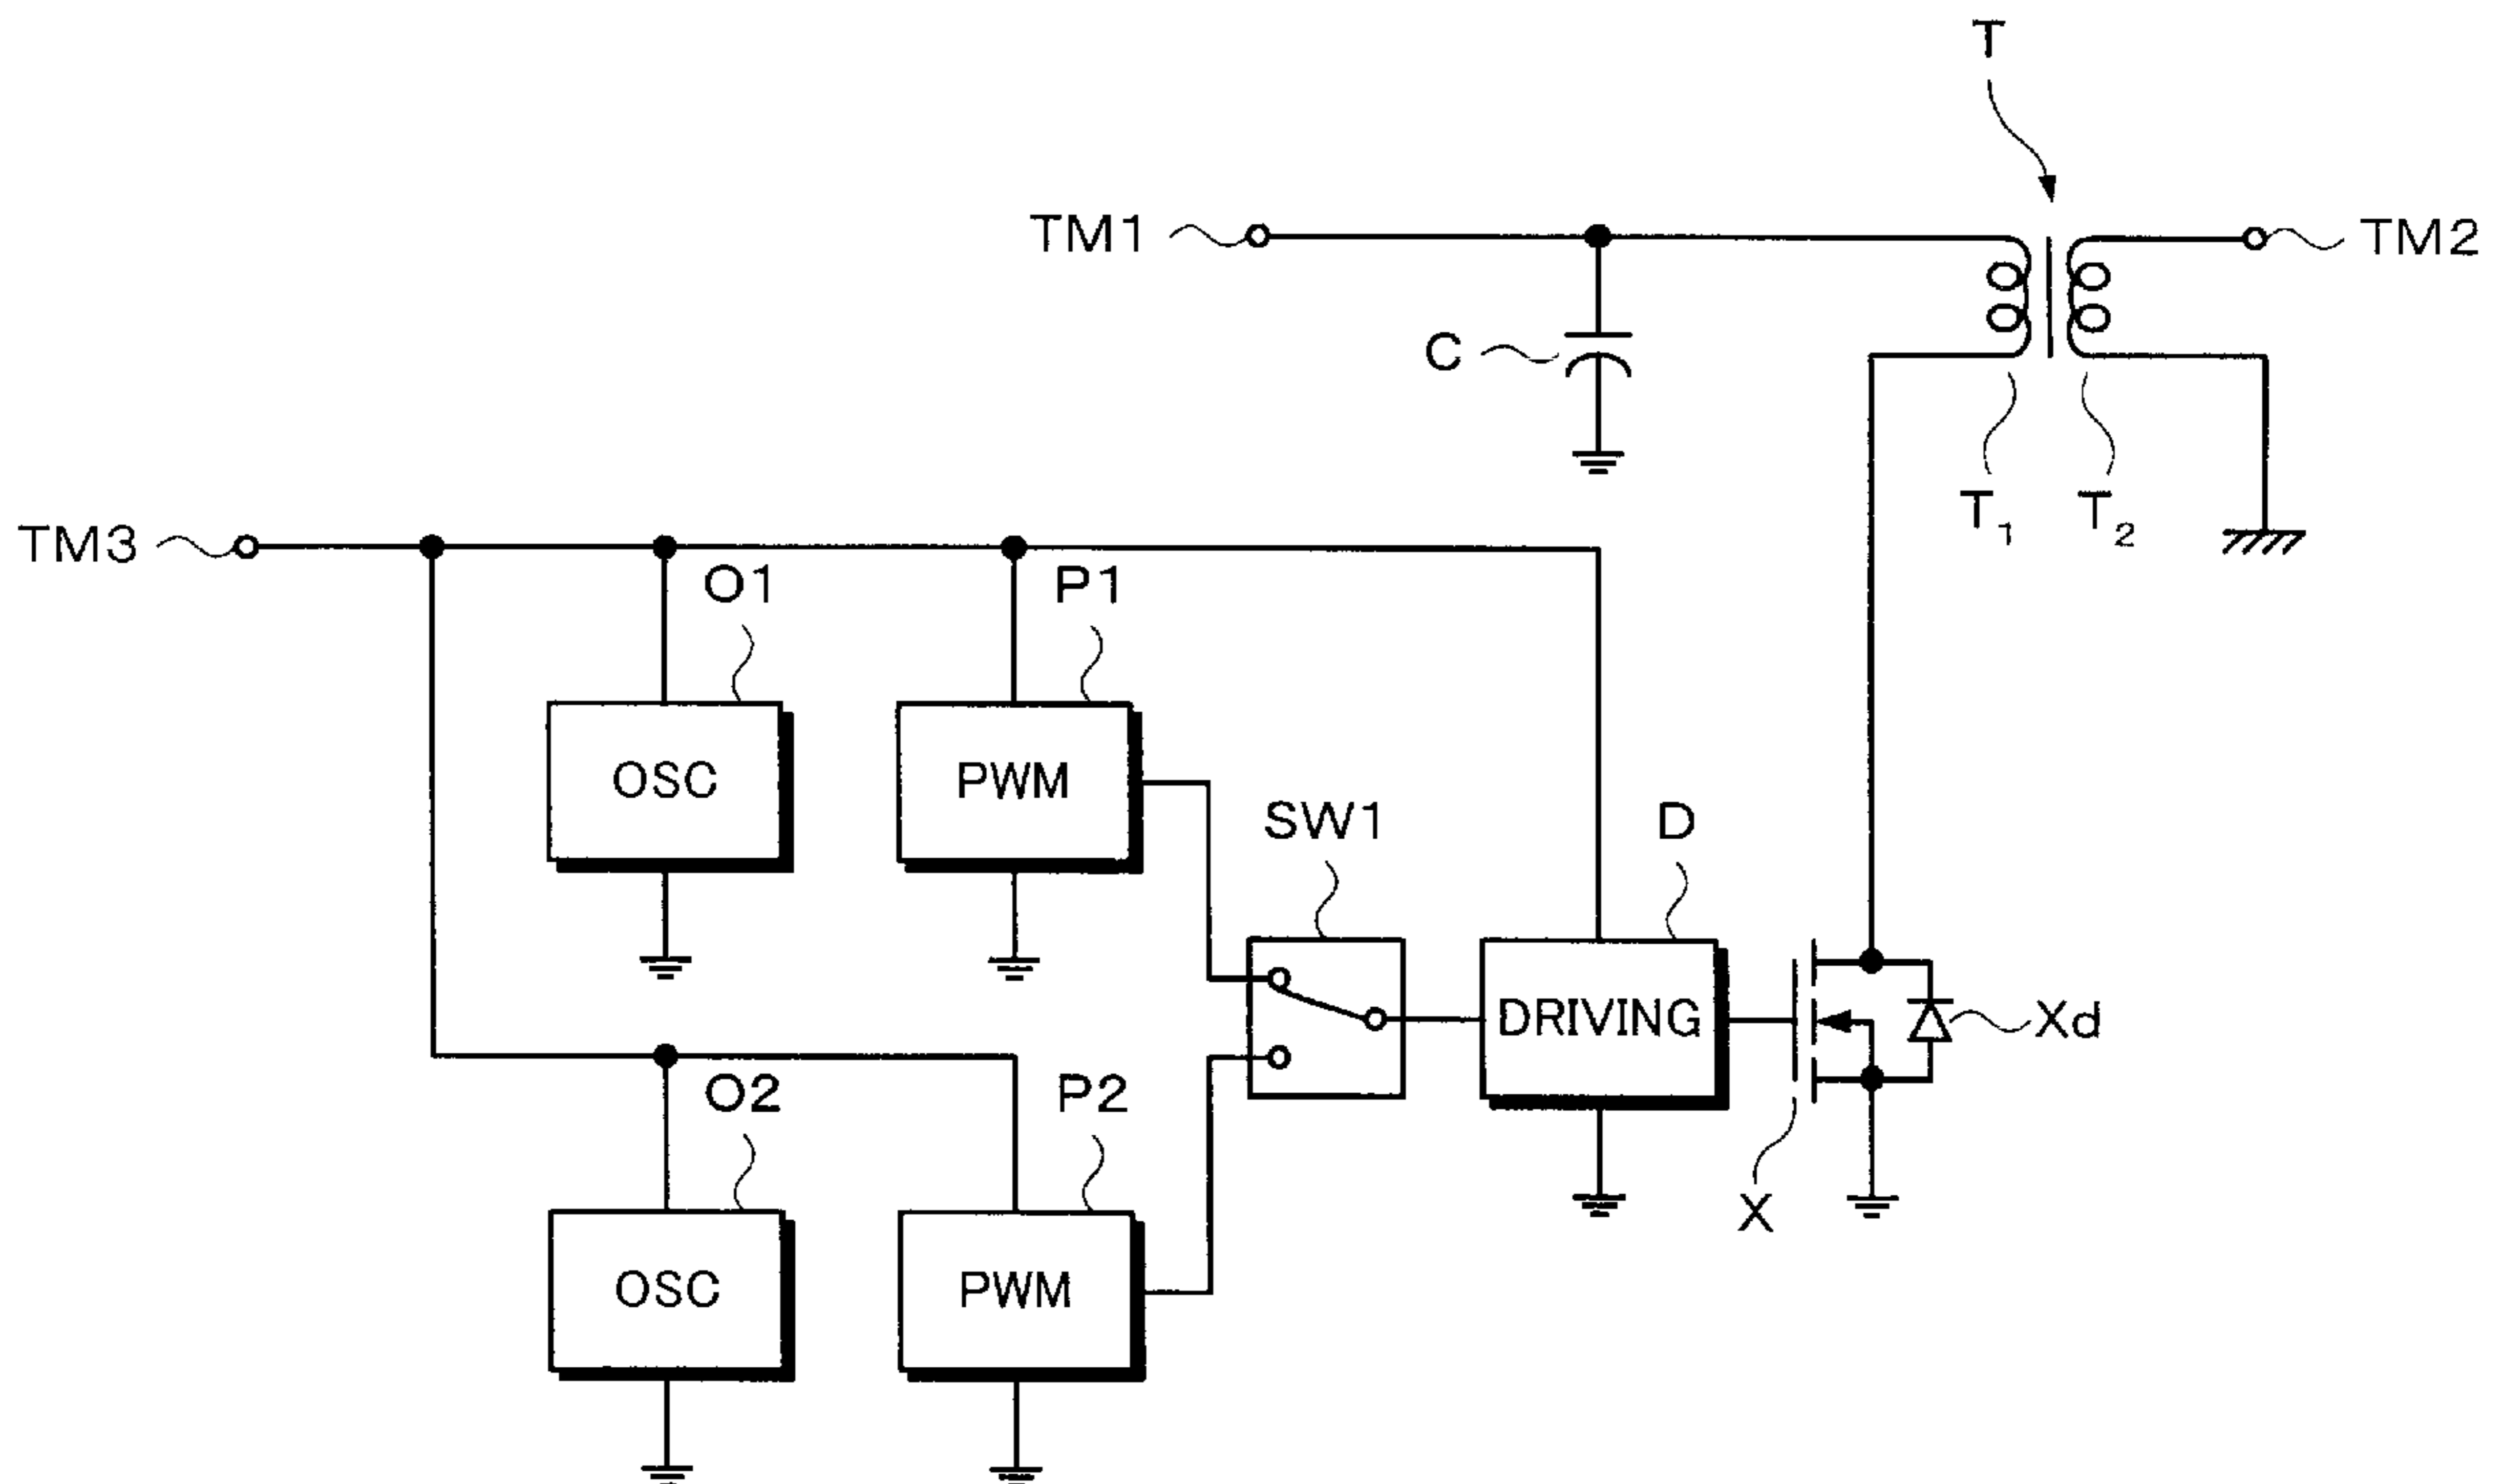 T
TM1
TM2
C
T1
T2
TM3
O1
P1
OSC
PWM
SW1
D
DRIVING
Xd
O2
P2
X
OSC
PWM